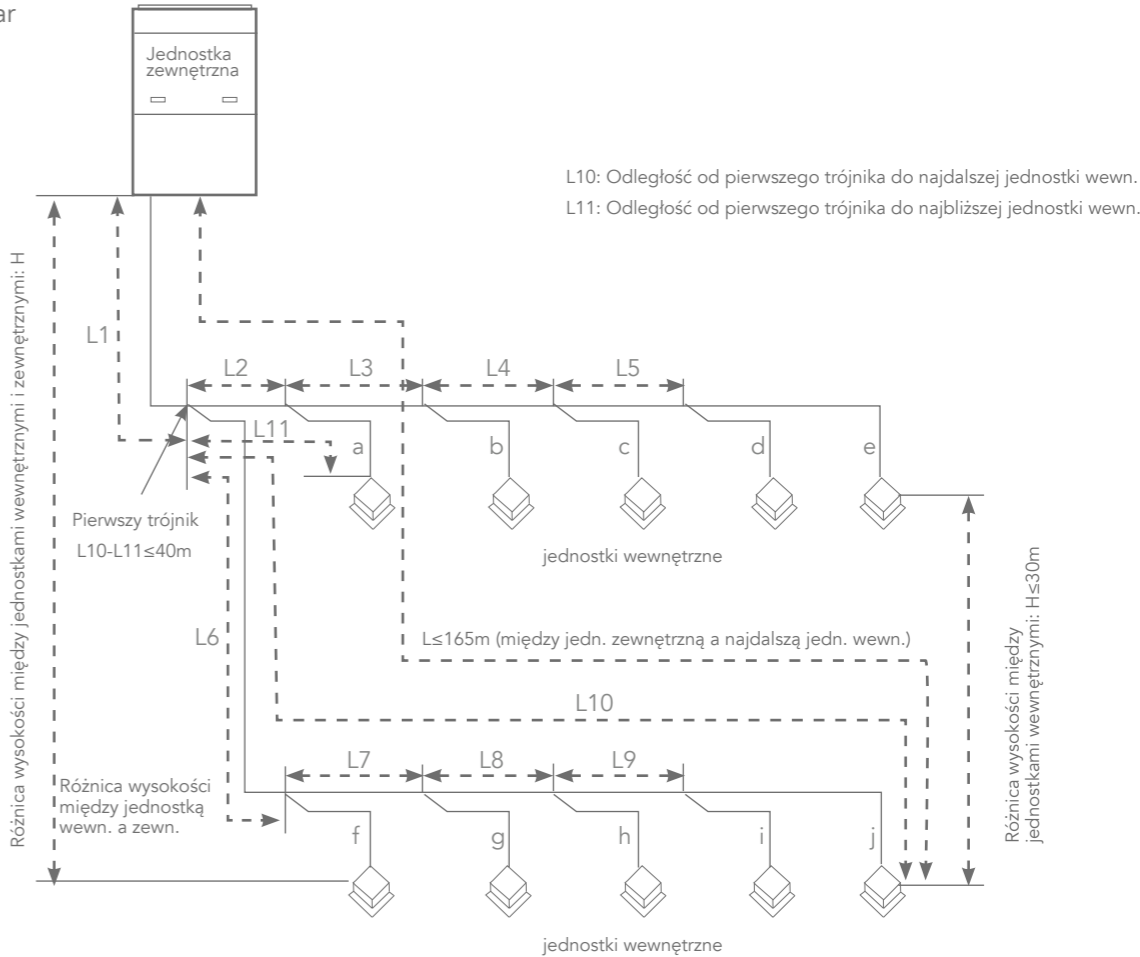 ar
Jednostka
zewnętrzna
L10: Odległość od pierwszego trójnika do najdalszej jednostki wewn.
L11: Odległość od pierwszego trójnika do najbliższej jednostki wewn.
Różnica wysokości między jednostkami wewnętrznymi i zewnętrznymi: H
L1
L2
L3
L4
L5
L11
a
b
c
d
e
Pierwszy trójnik
L10-L11≤40m
jednostki wewnętrzne
L6
L≤165m (między jedn. zewnętrzną a najdalszą jedn. wewn.)
Różnica wysokości między
jednostkami wewnętrznymi: H≤30m
L10
L7
L8
L9
Różnica wysokości
między jednostką
wewn. a zewn.
f
g
h
i
j
jednostki wewnętrzne